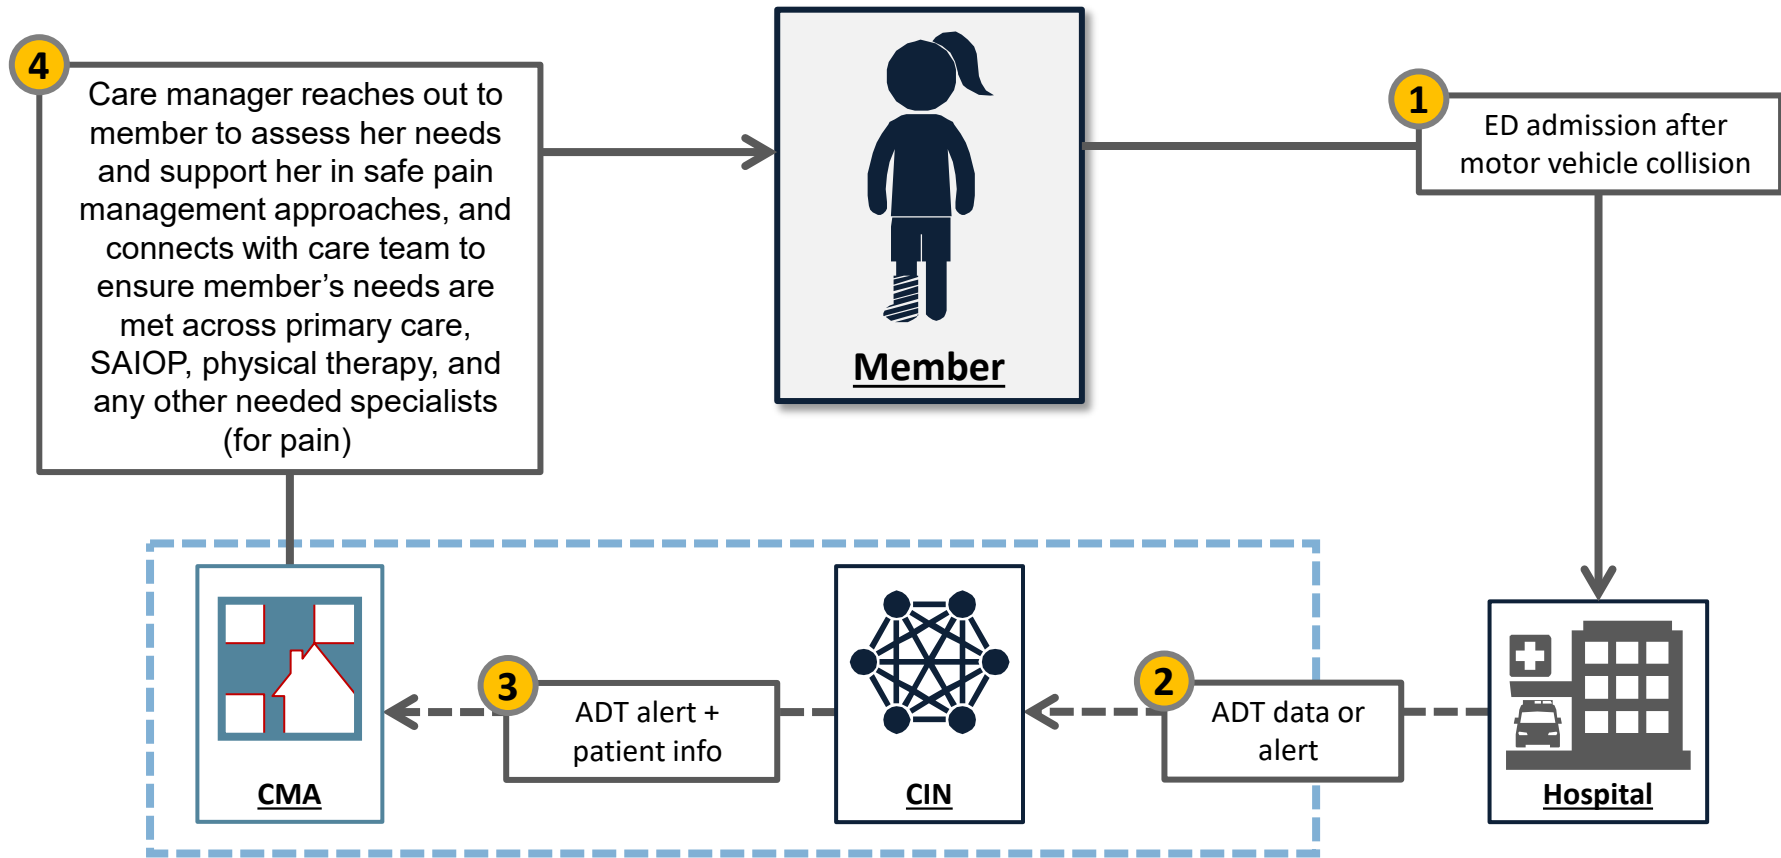 4
Care manager reaches out to
member to assess her needs
and support her in safe pain
management approaches, and
connects with care team to
ensure member’s needs are
met across primary care,
SAIOP, physical therapy, and
any other needed specialists
(for pain)
Member
1
ED admission after
motor vehicle collision
CMA
3
ADT alert +
patient info
CIN
2
ADT data or
alert
Hospital